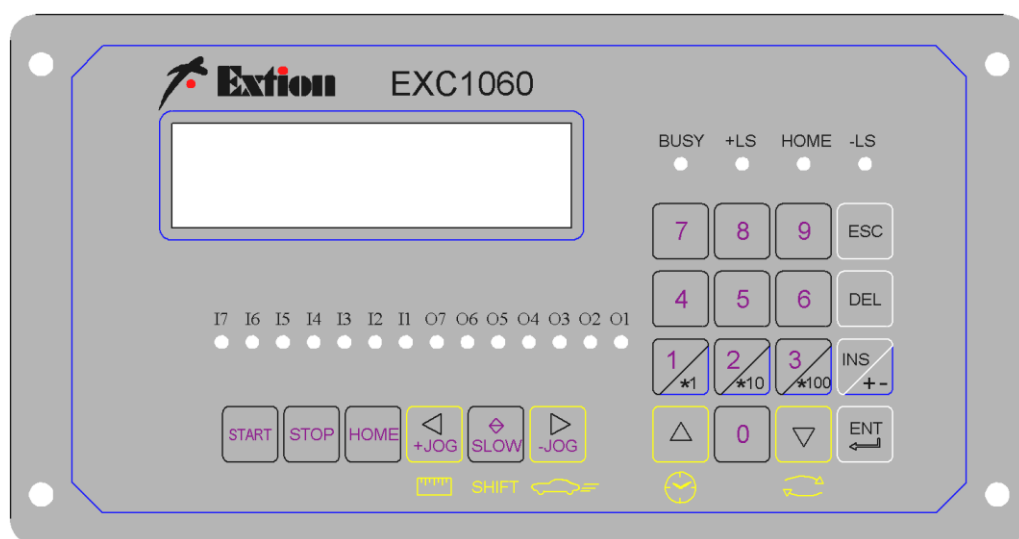 Extion EXC1060
BUSY +LS HOME -LS
7 8 9 ESC
4 5 6 DEL
I7 I6 I5 I4 I3 I2 I1 O7 O6 O5 O4 O3 O2 O1
1 2 3 INS
*1 *10 *100 + -
START STOP HOME +JOG SLOW -JOG
0 ENT
SHIFT